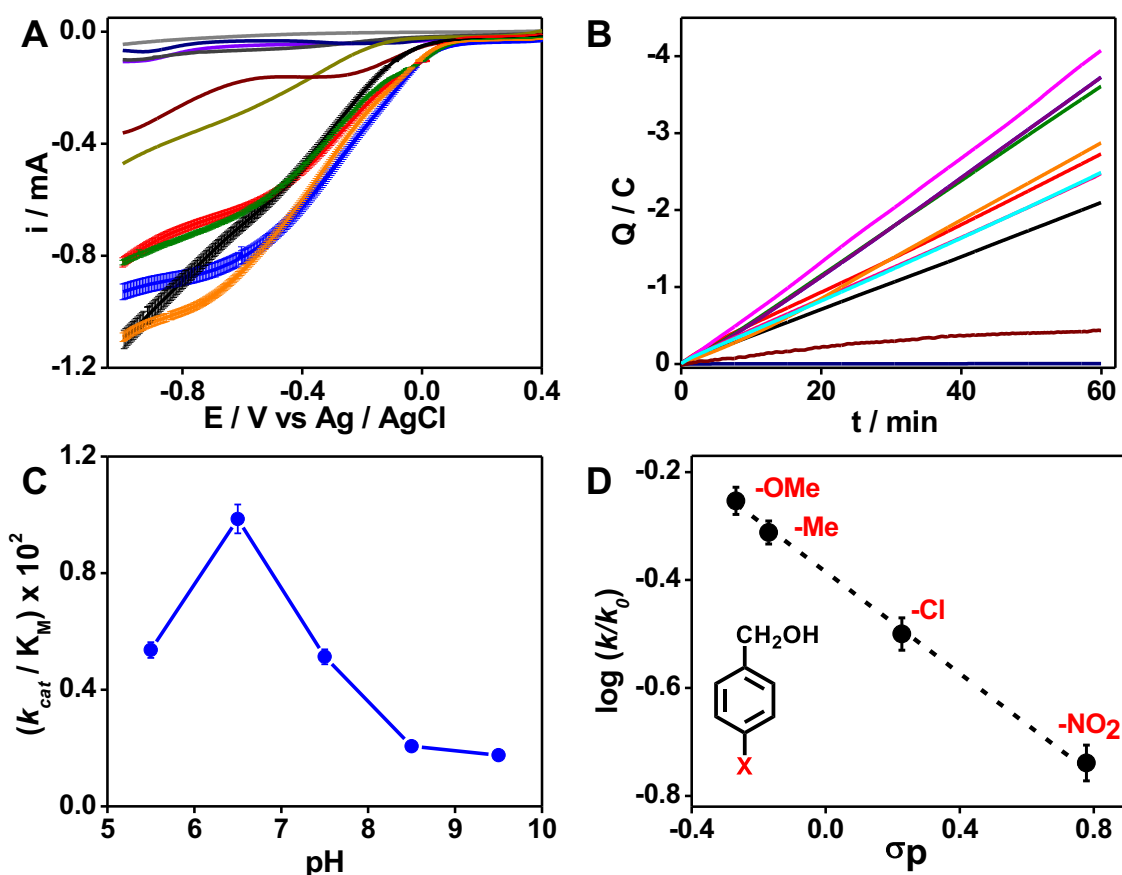 A
0.0
-0.4
-0.8
-1.2
i / mA
-0.8
-0.4
0.0
0.4
E / V vs Ag / AgCl
B
-4
-3
-2
-1
0
Q / C
0
20
40
60
t / min
C
1.2
0.8
0.4
0.0
(k_cat / K_M) x 10²
5
6
7
8
9
10
pH
D
-0.2
-0.4
-0.6
-0.8
log (k/k₀)
-OMe
-Me
-Cl
-NO₂
CH₂OH
X
-0.4
0.0
0.4
0.8
σp